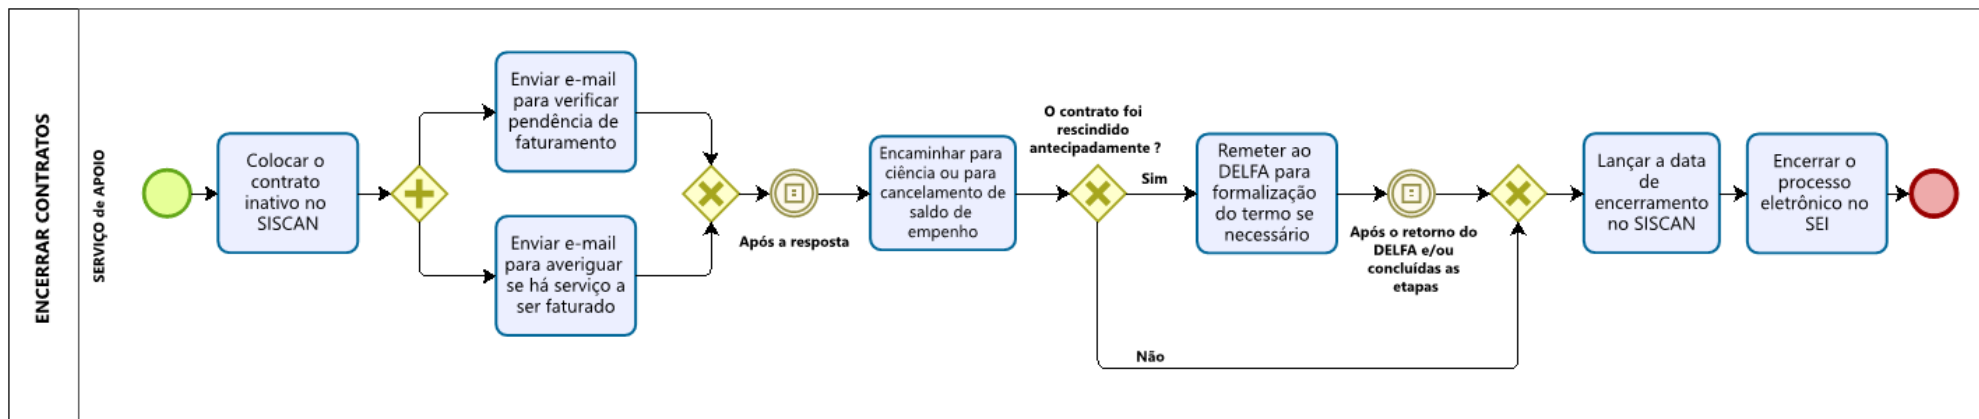 ENCERRAR CONTRATOS
SERVIÇO de APOIO
Colocar o
contrato
inativo no
SISCAN
Enviar e-mail
para verificar
pendência de
faturamento
Enviar e-mail
para averiguar
se há serviço a
ser faturado
Após a resposta
Encaminhar para
ciência ou para
cancelamento de
saldo de
empenho
O contrato foi
rescindido
antecipadamente ?
Sim
Não
Remeter ao
DELFA para
formalização
do termo se
necessário
Após o retorno do
DELFA e/ou
concluídas as
etapas
Lançar a data
de
encerramento
no SISCAN
Encerrar o
processo
eletrônico no
SEI